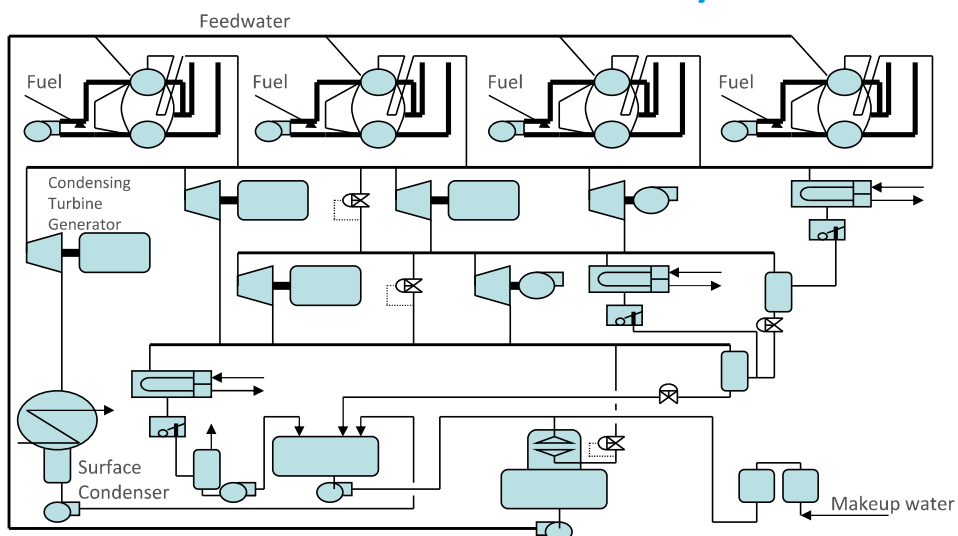 Feedwater
Fuel
Fuel
Fuel
Fuel
Condensing
Turbine
Generator
Surface
Condenser
Makeup water